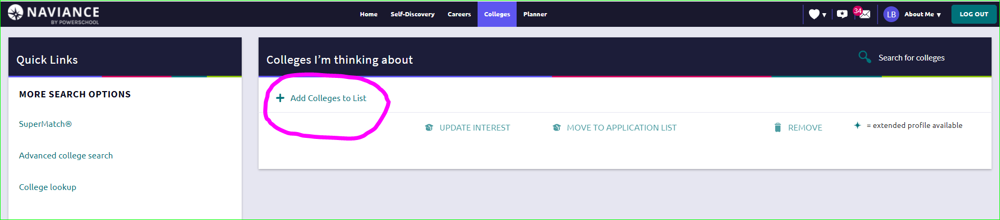 NAVIANCE
BY POWERSCHOOL
Home Self-Discovery Careers Colleges Planner
34
LB About Me
LOG OUT
Quick Links
MORE SEARCH OPTIONS
SuperMatch®
Advanced college search
College lookup
Colleges I’m thinking about
Search for colleges
Add Colleges to List
UPDATE INTEREST MOVE TO APPLICATION LIST REMOVE = extended profile available